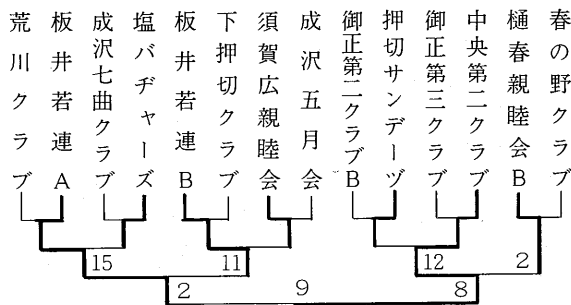 荒川クラブ
板井若連A
成沢七曲クラブ
塩バヂャーズ
板井若連B
下押切クラブ
須賀広親睦会
成沢五月会
御正第二クラブB
押切サンデーヅ
御正第三クラブ
中央第二クラブ
樋春親睦会B
春の野クラブ
15 11 12 2
2 9 8